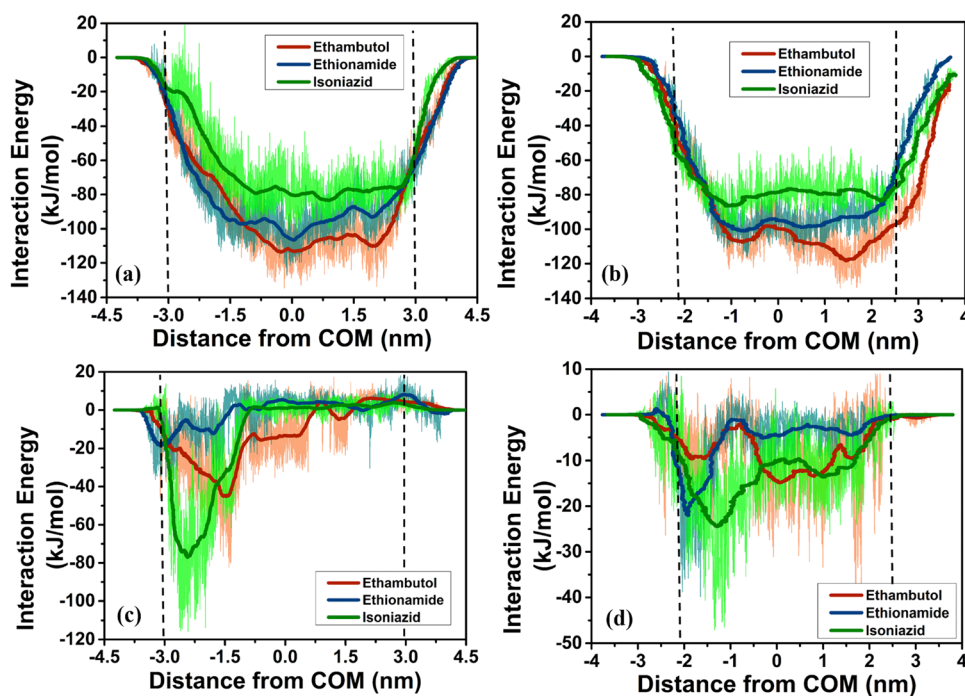 20
0
-20
-40
-60
-80
-100
-120
-140
Interaction Energy
(kJ/mol)
Ethambutol
Ethionamide
Isoniazid
(a)
-4.5 -3.0 -1.5 0.0 1.5 3.0 4.5
Distance from COM (nm)
20
0
-20
-40
-60
-80
-100
-120
-140
Interaction Energy
(kJ/mol)
Ethambutol
Ethionamide
Isoniazid
(b)
-4 -3 -2 -1 0 1 2 3 4
Distance from COM (nm)
20
0
-20
-40
-60
-80
-100
-120
Interaction Energy
(kJ/mol)
Ethambutol
Ethionamide
Isoniazid
(c)
-4.5 -3.0 -1.5 0.0 1.5 3.0 4.5
Distance from COM (nm)
10
0
-10
-20
-30
-40
-50
Interaction Energy
(kJ/mol)
Ethambutol
Ethionamide
Isoniazid
(d)
-4 -3 -2 -1 0 1 2 3 4
Distance from COM (nm)